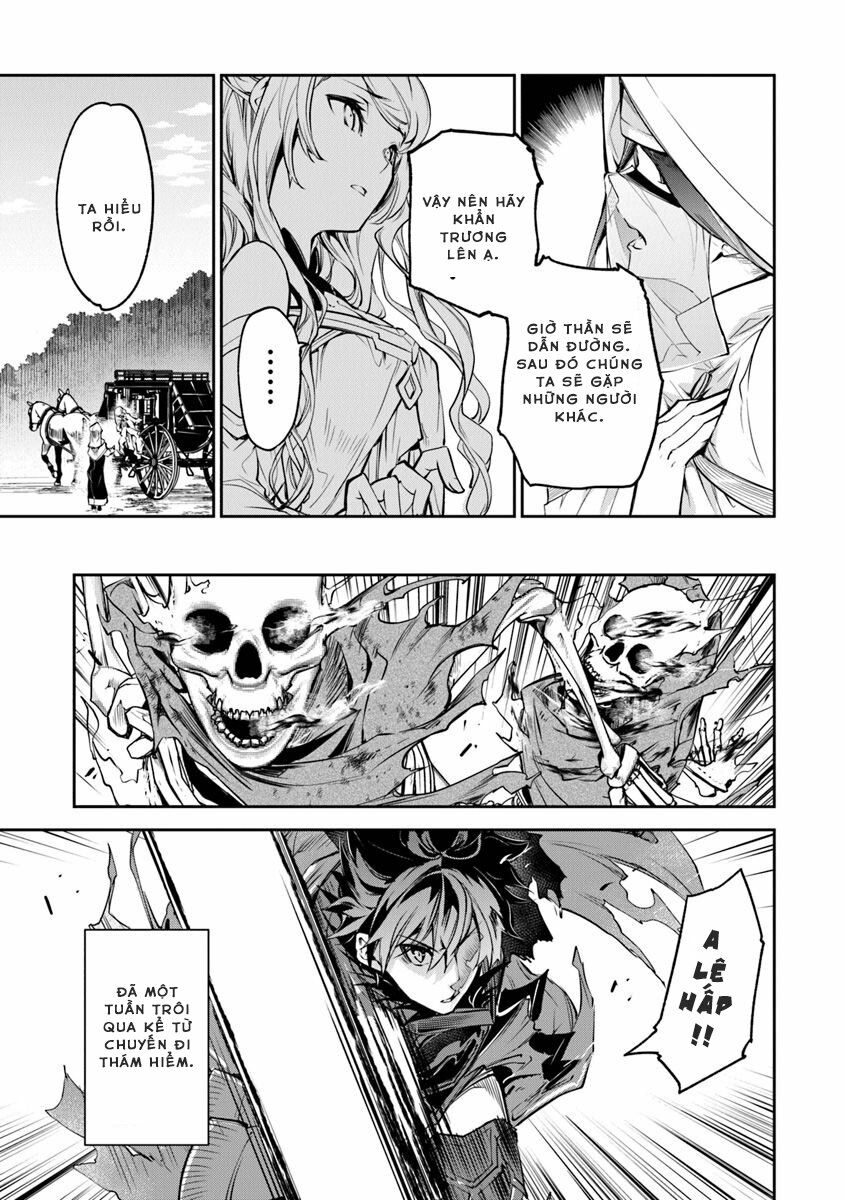 VẬY NÊN HÃY
KHẨN
TRƯƠNG
LÊN Ạ.
GIỜ THẦN SẼ
DẪN ĐƯỜNG.
SAU ĐÓ CHÚNG
TA SẼ GẶP
NHỮNG NGƯỜI
KHÁC.
......
TA HIỂU
RỒI.
A
LÊ
HẤP
!!
ĐÃ MỘT
TUẦN TRÔI
QUA KỂ TỪ
CHUYẾN ĐI
THÁM HIỂM.